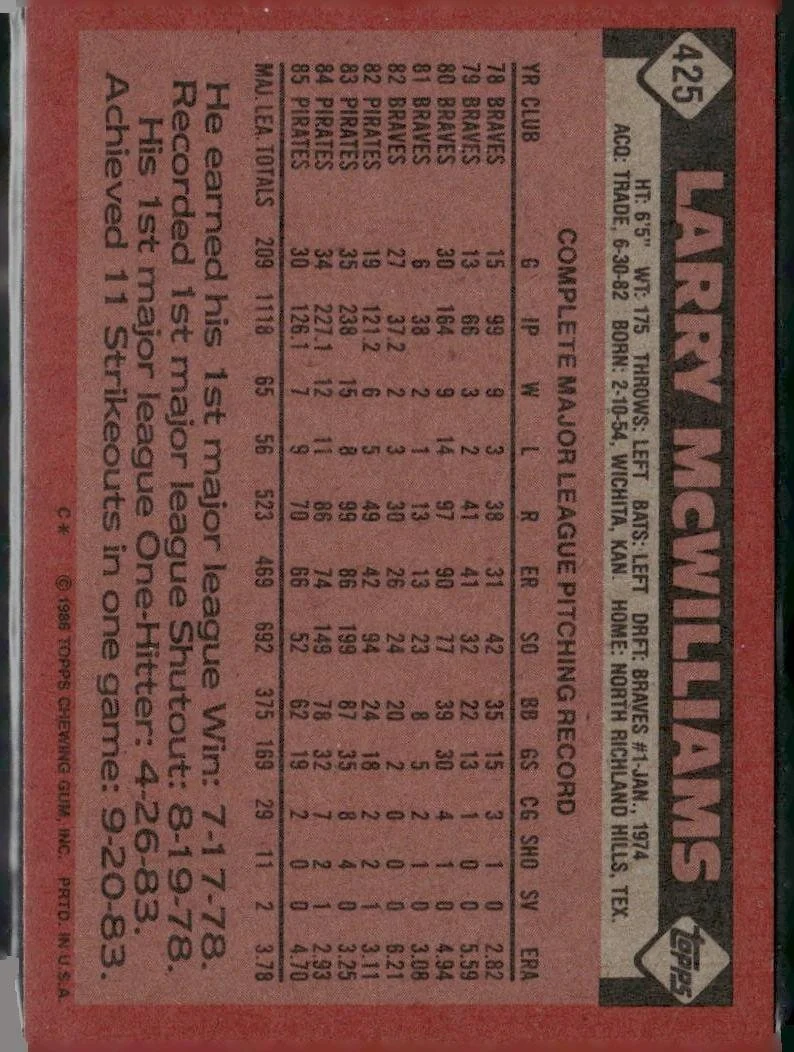 425
LARRY McWILLIAMS
topps
HT: 6'5" WT: 175 THROWS: LEFT BATS: LEFT DRFT: BRAVES #1-JAN., 1974
ACQ: TRADE, 6-30-82 BORN: 2-10-54, WICHITA, KAN. HOME: NORTH RICHLAND HILLS, TEX.
COMPLETE MAJOR LEAGUE PITCHING RECORD
YR CLUB G IP W L R ER SO BB GS CG SHO SV ERA
78 BRAVES 15 99 9 3 38 31 42 35 15 3 1 0 2.82
79 BRAVES 13 66 3 2 41 41 32 22 13 1 0 0 5.59
80 BRAVES 30 164 9 14 97 90 77 39 30 4 1 0 4.94
81 BRAVES 6 38 2 1 13 13 23 8 5 2 1 0 3.08
82 BRAVES 27 37.2 2 3 30 26 24 20 2 0 0 0 6.21
82 PIRATES 19 121.2 6 5 49 42 94 24 18 2 2 1 3.11
83 PIRATES 35 238 15 8 99 86 199 87 35 8 4 0 3.25
84 PIRATES 34 227.1 12 11 86 74 149 78 32 7 2 1 2.93
85 PIRATES 30 126.1 7 9 70 66 52 62 19 2 0 0 4.70
MAJ. LEA. TOTALS 209 1118 65 56 523 469 692 375 169 29 11 2 3.78
He earned his 1st major league Win: 7-17-78.
Recorded 1st major league Shutout: 8-19-78.
His 1st major league One-Hitter: 4-26-83.
Achieved 11 Strikeouts in one game: 9-20-83.
C* © 1986 TOPPS CHEWING GUM, INC. PRTD. IN U.S.A.